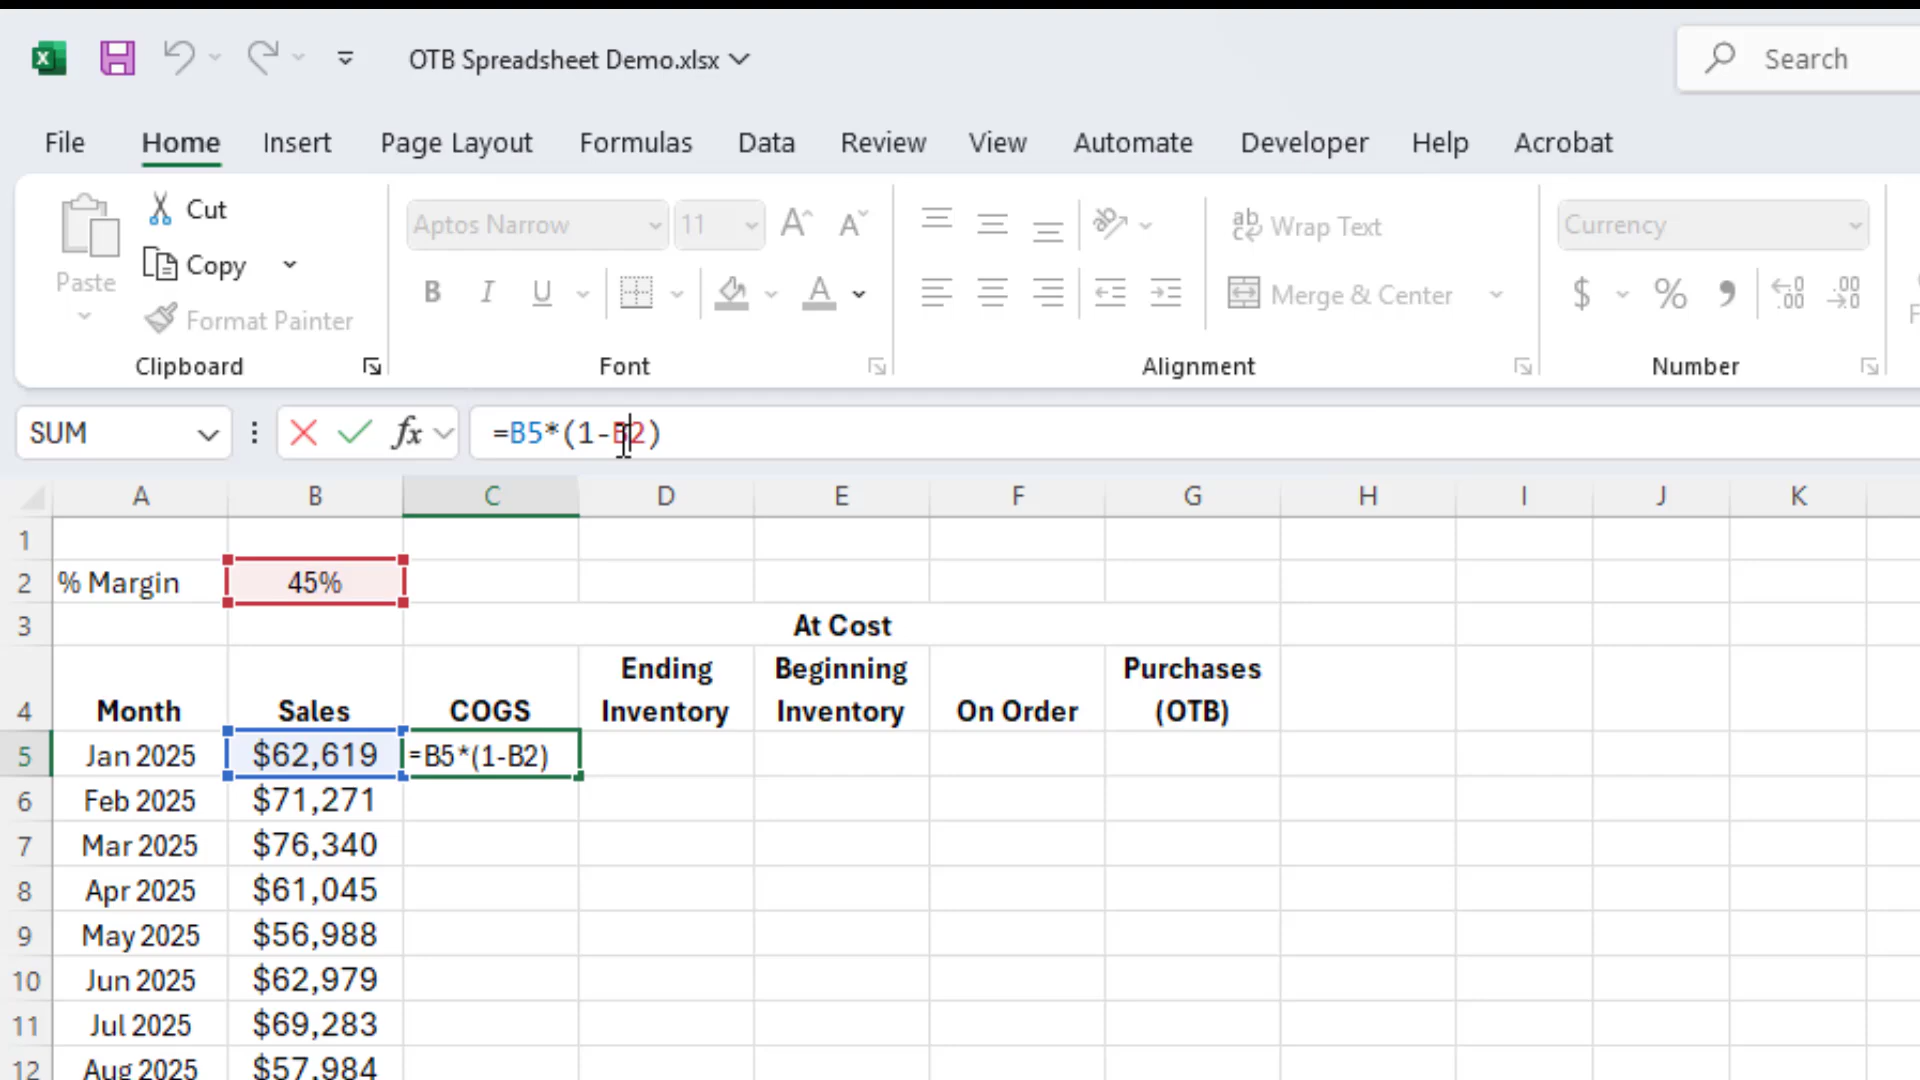 OTB Spreadsheet Demo.xlsx
Search
File Home Insert Page Layout Formulas Data Review View Automate Developer Help Acrobat
Paste
Cut
Copy
Format Painter
Clipboard
Aptos Narrow 11
B I U
Font
Wrap Text
Merge & Center
Alignment
Currency
$ %
Number
SUM fx =B5*(1-B2)
A B C D E F G H I J K
1
2 % Margin 45%
3 At Cost
4 Month Sales COGS Ending Inventory Beginning Inventory On Order Purchases (OTB)
5 Jan 2025 $62,619 =B5*(1-B2)
6 Feb 2025 $71,271
7 Mar 2025 $76,340
8 Apr 2025 $61,045
9 May 2025 $56,988
10 Jun 2025 $62,979
11 Jul 2025 $69,283
12 Aug 2025 $57,984